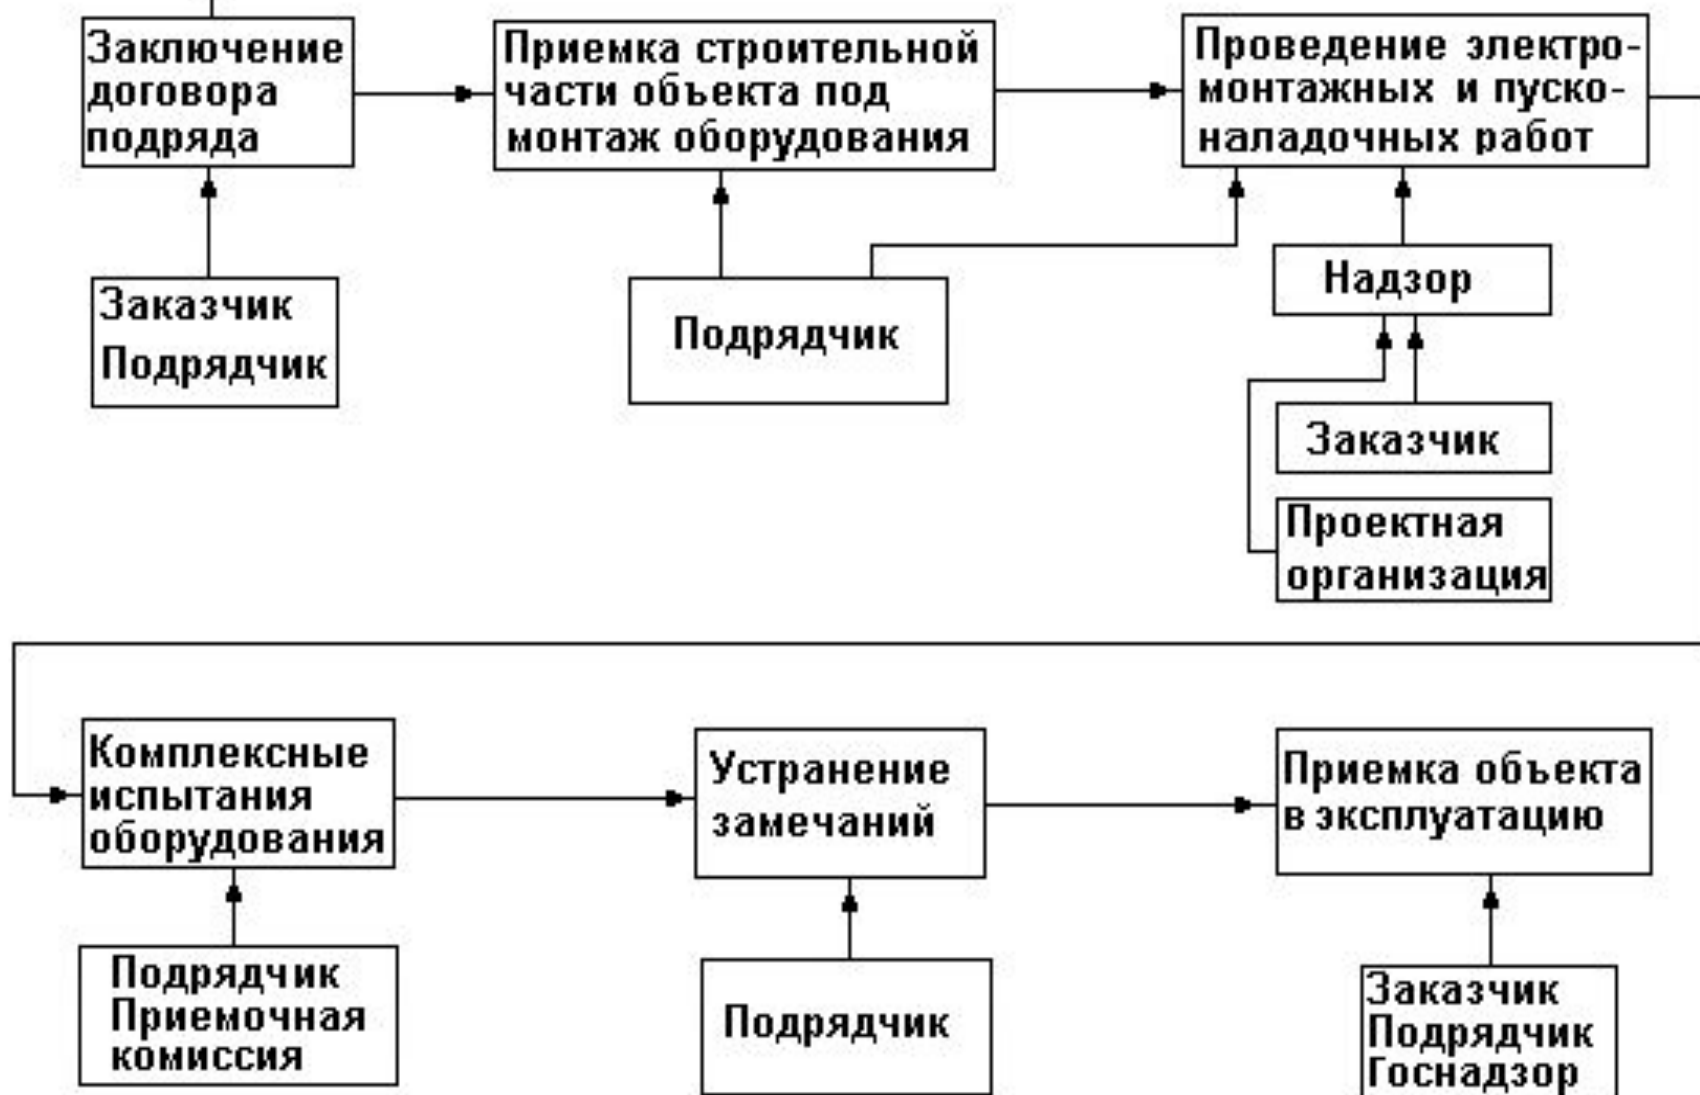 Заключение
договора
подряда
Приемка строительной
части объекта под
монтаж оборудования
Проведение электро-
монтажных и пуско-
наладочных работ
Заказчик
Подрядчик
Подрядчик
Надзор
Заказчик
Проектная
организация
Комплексные
испытания
оборудования
Устранение
замечаний
Приемка объекта
в эксплуатацию
Подрядчик
Приемочная
комиссия
Подрядчик
Заказчик
Подрядчик
Госнадзор